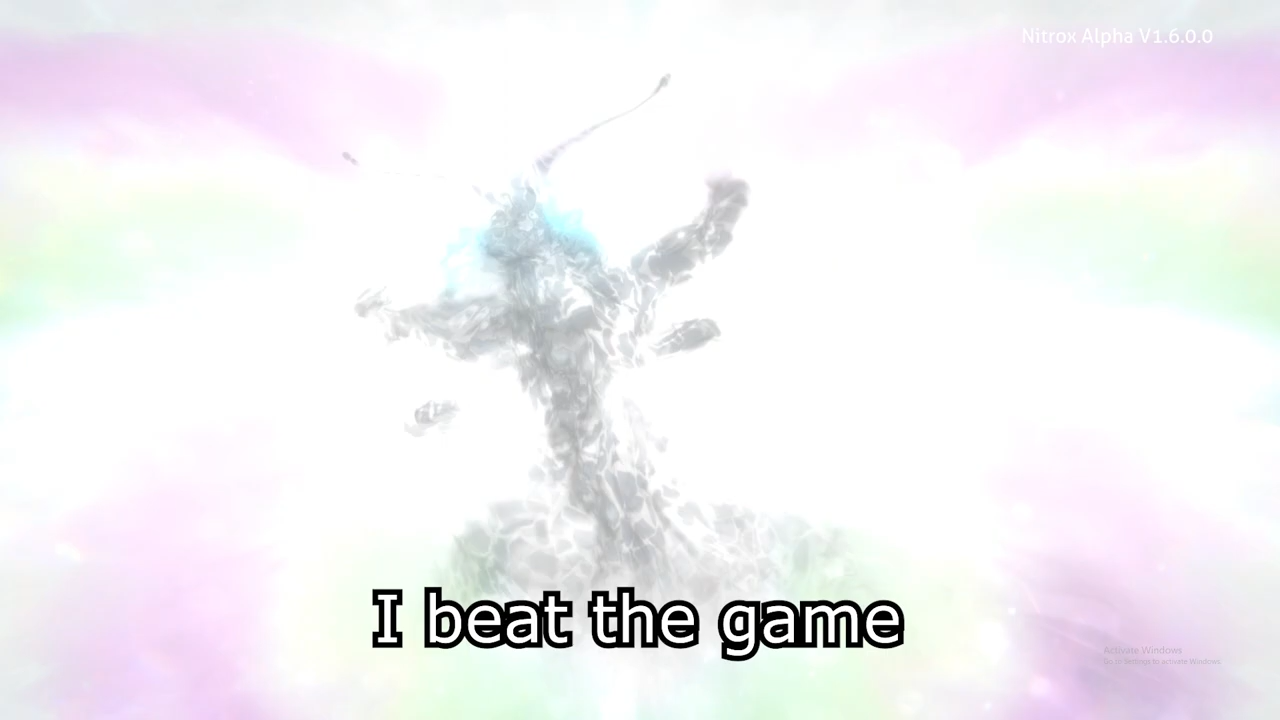 Nitrox Alpha V1.6.0.0
I beat the game
Activate Windows
Go to Settings to activate Windows.